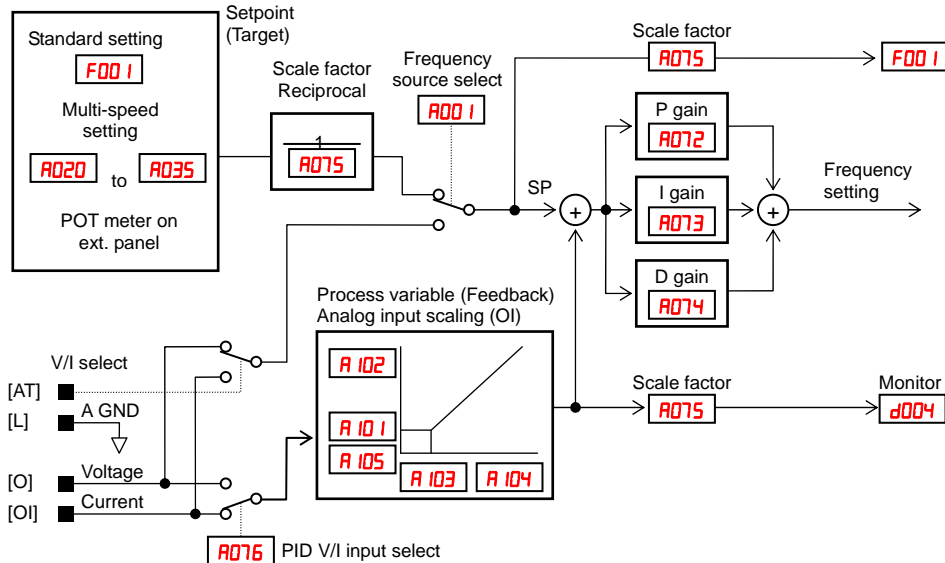 Setpoint
(Target)
Standard setting
F001
Multi-speed
setting
A020
to
A035
POT meter on
ext. panel
Scale factor
Reciprocal
1
A075
Frequency
source select
A001
Scale factor
A075
F001
P gain
A072
SP
+
I gain
A073
+
Frequency
setting
D gain
A074
Process variable (Feedback)
Analog input scaling (OI)
A102
A101
A105
A103
A104
Scale factor
A075
Monitor
d004
V/I select
[AT]
[L]
A GND
[O]
Voltage
[OI]
Current
A076
PID V/I input select